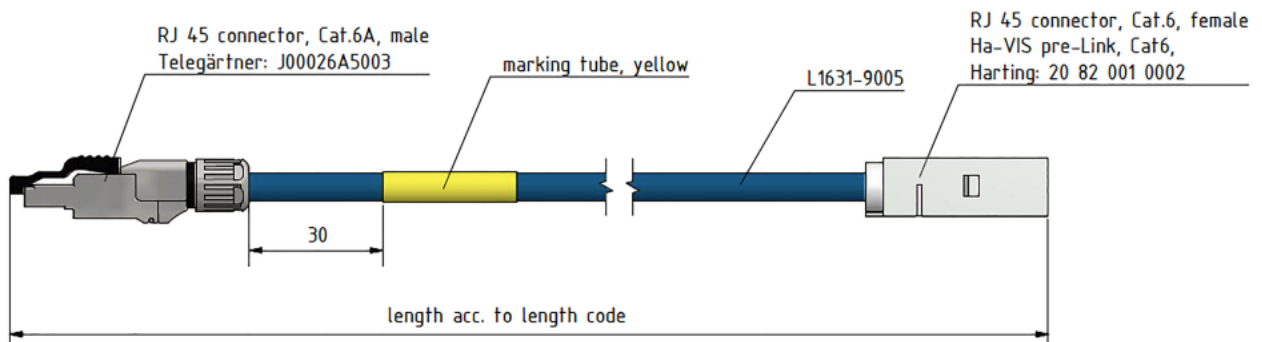 RJ 45 connector, Cat.6A, male
Telegärtner: J00026A5003
marking tube, yellow
L1631-9005
RJ 45 connector, Cat.6, female
Ha-VIS pre-Link, Cat6,
Harting: 20 82 001 0002
30
length acc. to length code